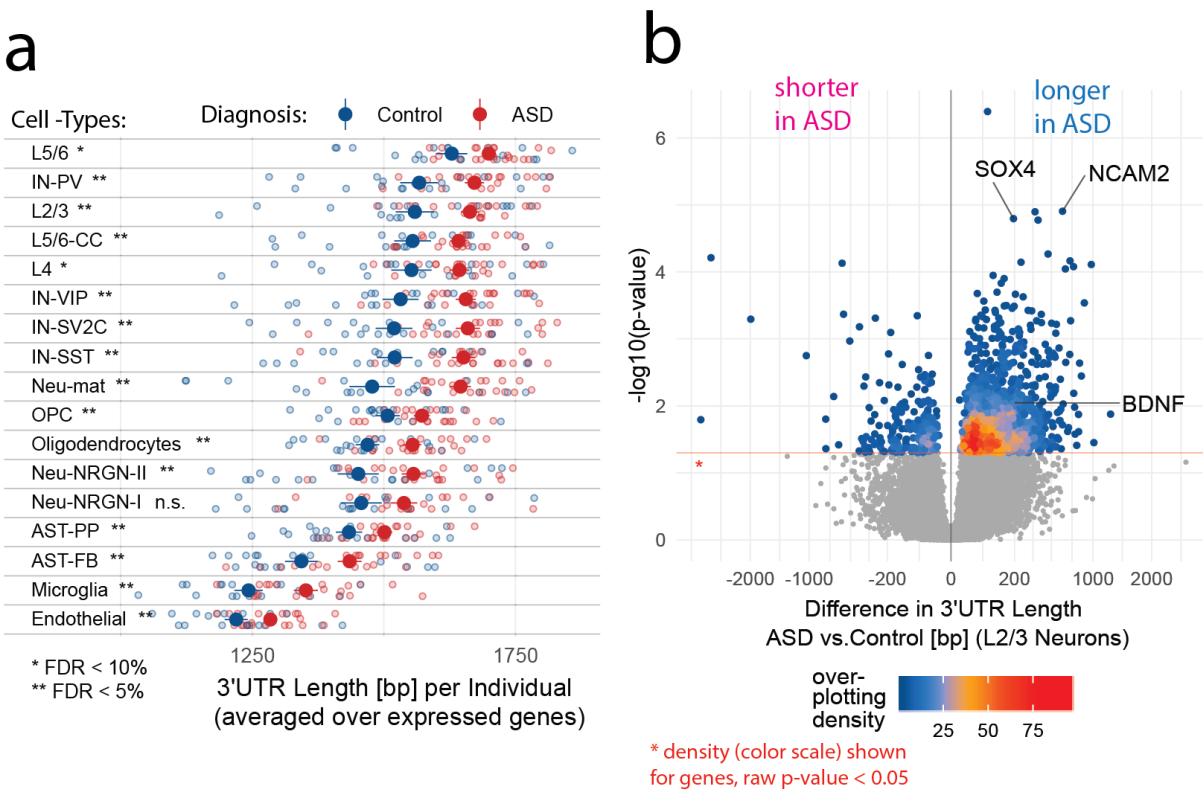 a
Cell -Types:
Diagnosis:
Control
ASD
L5/6 *
IN-PV **
L2/3 **
L5/6-CC **
L4 *
IN-VIP **
IN-SV2C **
IN-SST **
Neu-mat **
OPC **
Oligodendrocytes **
Neu-NRGN-II **
Neu-NRGN-I n.s.
AST-PP **
AST-FB **
Microglia **
Endothelial **
1250
1750
3'UTR Length [bp] per Individual
(averaged over expressed genes)
* FDR < 10%
** FDR < 5%
b
shorter
in ASD
longer
in ASD
SOX4
NCAM2
BDNF
-log10(p-value)
6
4
2
0
*
-2000
-1000
-200
0
200
1000
2000
Difference in 3'UTR Length
ASD vs.Control [bp] (L2/3 Neurons)
over-
plotting
density
25
50
75
* density (color scale) shown
for genes, raw p-value < 0.05